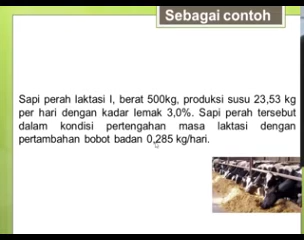 Sebagai contoh
Sapi perah laktasi I, berat 500kg, produksi susu 23,53 kg
per hari dengan kadar lemak 3,0%. Sapi perah tersebut
dalam kondisi pertengahan masa laktasi dengan
pertambahan bobot badan 0,285 kg/hari.